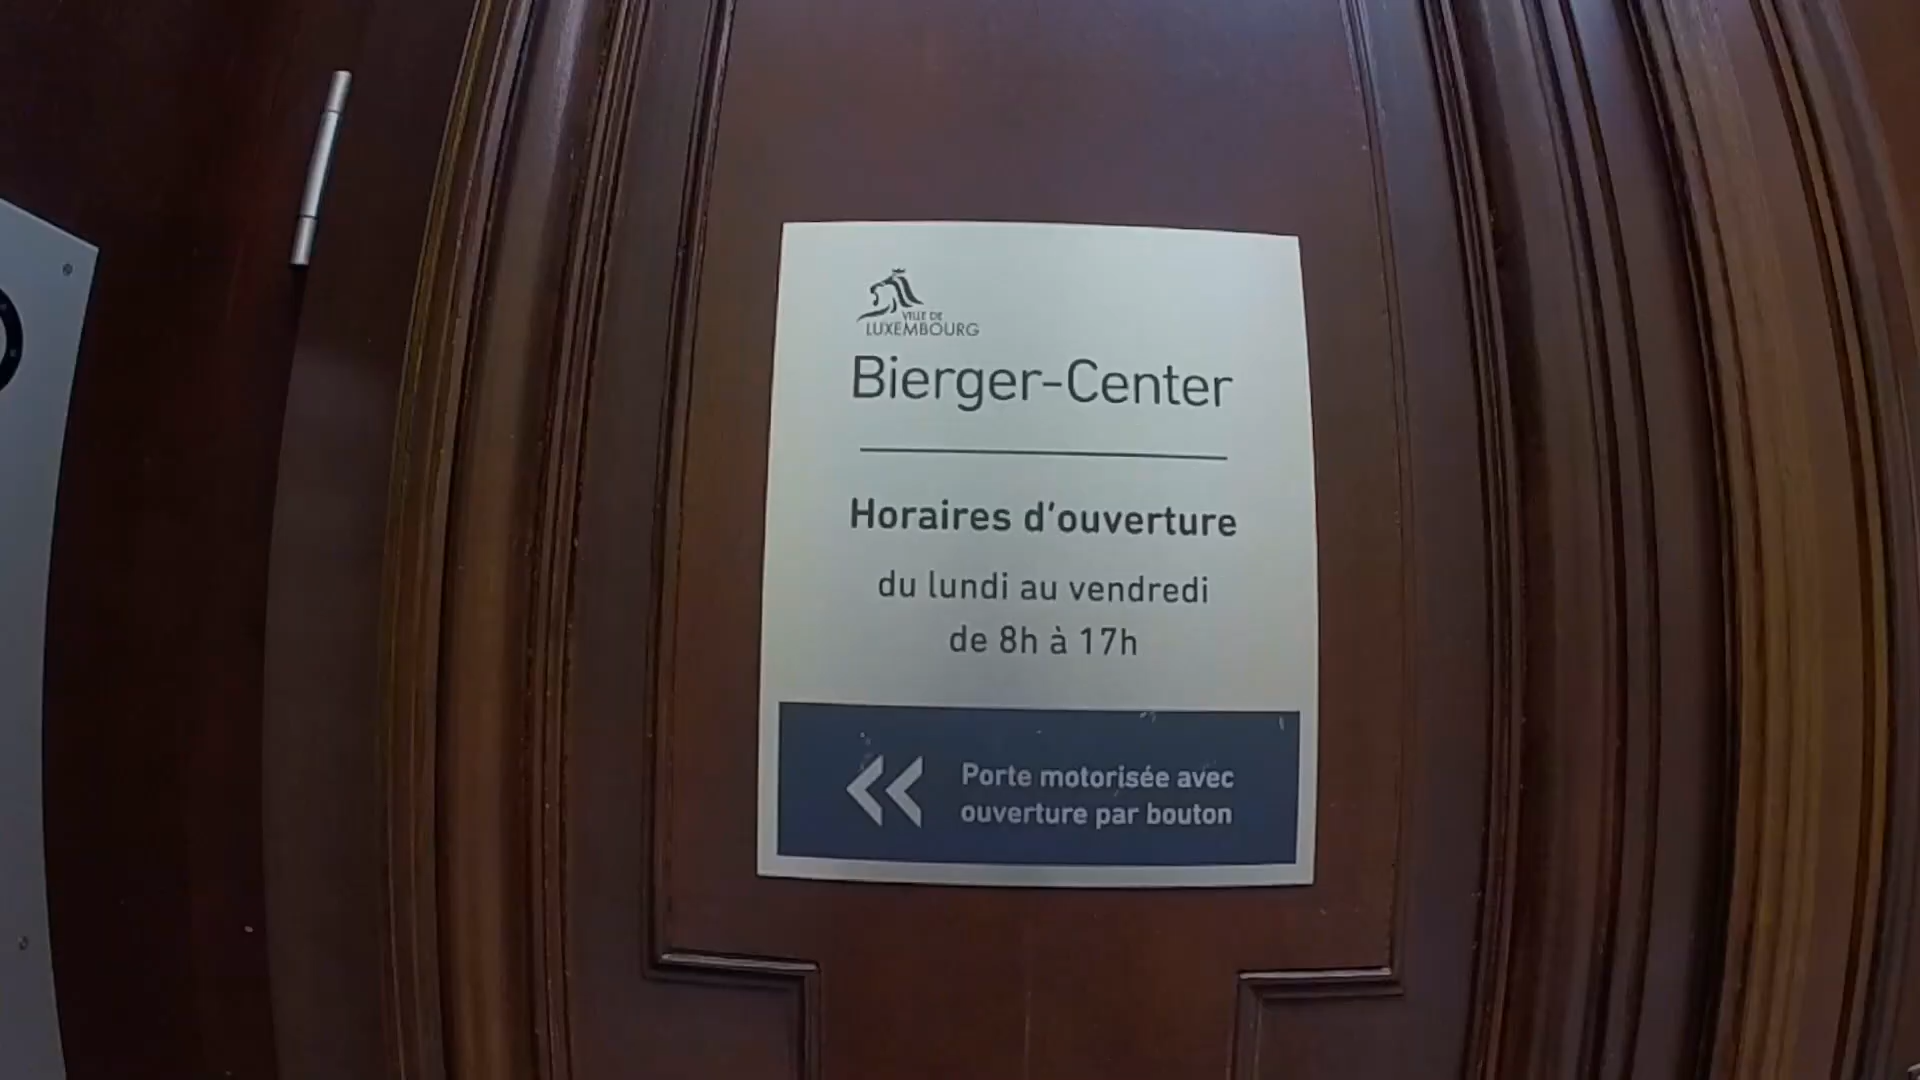 VILLE DE
LUXEMBOURG
Bierger-Center
Horaires d'ouverture
du lundi au vendredi
de 8h à 17h
Porte motorisée avec
ouverture par bouton